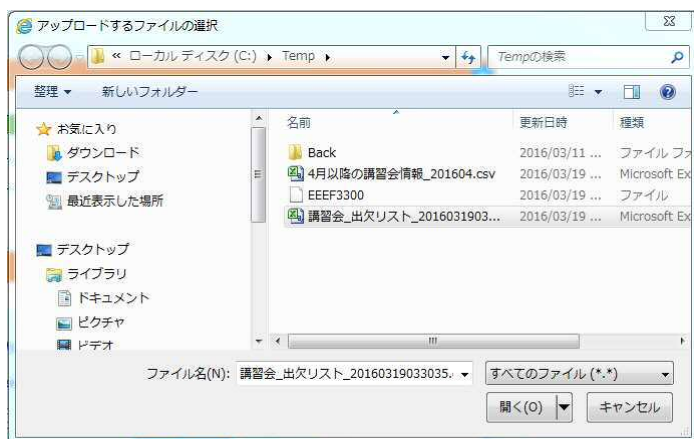 アップロードするファイルの選択
« ローカル ディスク (C:) ▸ Temp ▸
Tempの検索
整理 ▼ 新しいフォルダー
お気に入り
ダウンロード
デスクトップ
最近表示した場所
デスクトップ
ライブラリ
ドキュメント
ピクチャ
ビデオ
名前 更新日時 種類
Back 2016/03/11 ... ファイル フォ
4月以降の講習会情報_201604.csv 2016/03/19 ... Microsoft Ex
EEEF3300 2016/03/19 ... ファイル
講習会_出欠リスト_2016031903... 2016/03/19 ... Microsoft Ex
ファイル名(N): 講習会_出欠リスト_20160319033035.
すべてのファイル (*.*)
開く(O)
キャンセル